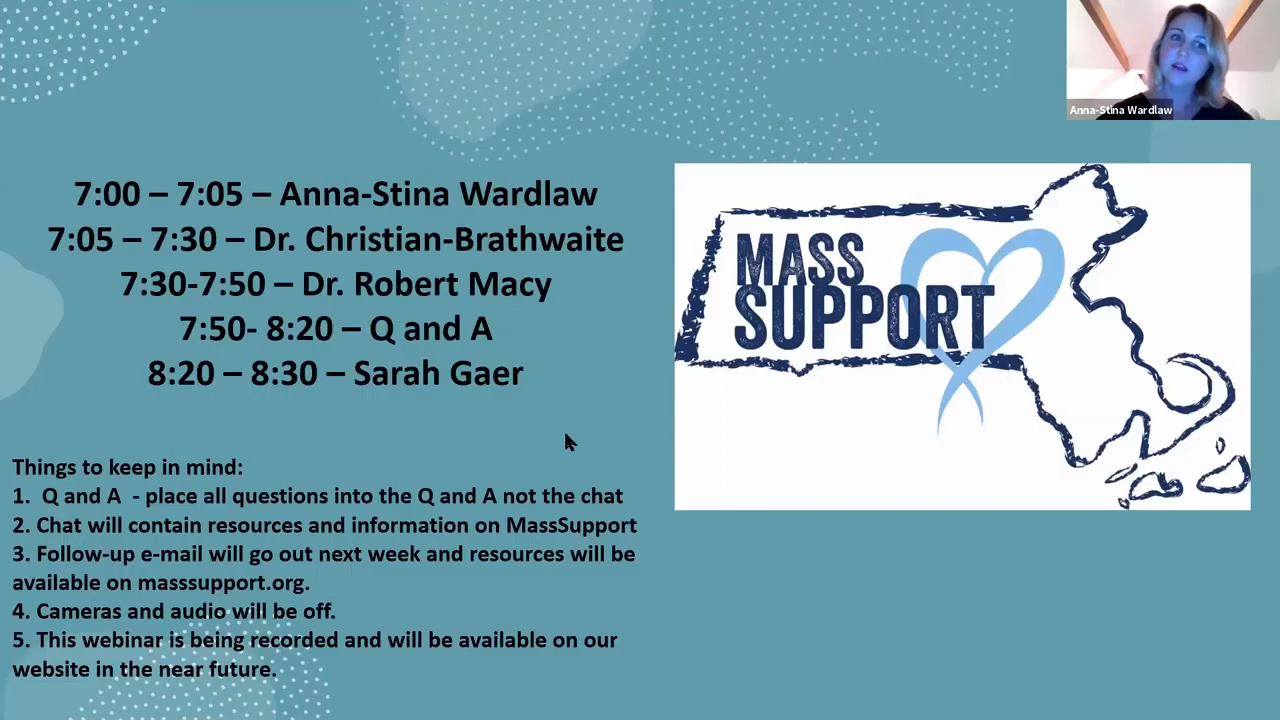 Anna-Stina Wardlaw
7:00 – 7:05 – Anna-Stina Wardlaw
7:05 – 7:30 – Dr. Christian-Brathwaite
7:30-7:50 – Dr. Robert Macy
7:50- 8:20 – Q and A
8:20 – 8:30 – Sarah Gaer
MASS
SUPPORT
Things to keep in mind:
1.  Q and A  - place all questions into the Q and A not the chat
2. Chat will contain resources and information on MassSupport
3. Follow-up e-mail will go out next week and resources will be
available on masssupport.org.
4. Cameras and audio will be off.
5. This webinar is being recorded and will be available on our
website in the near future.